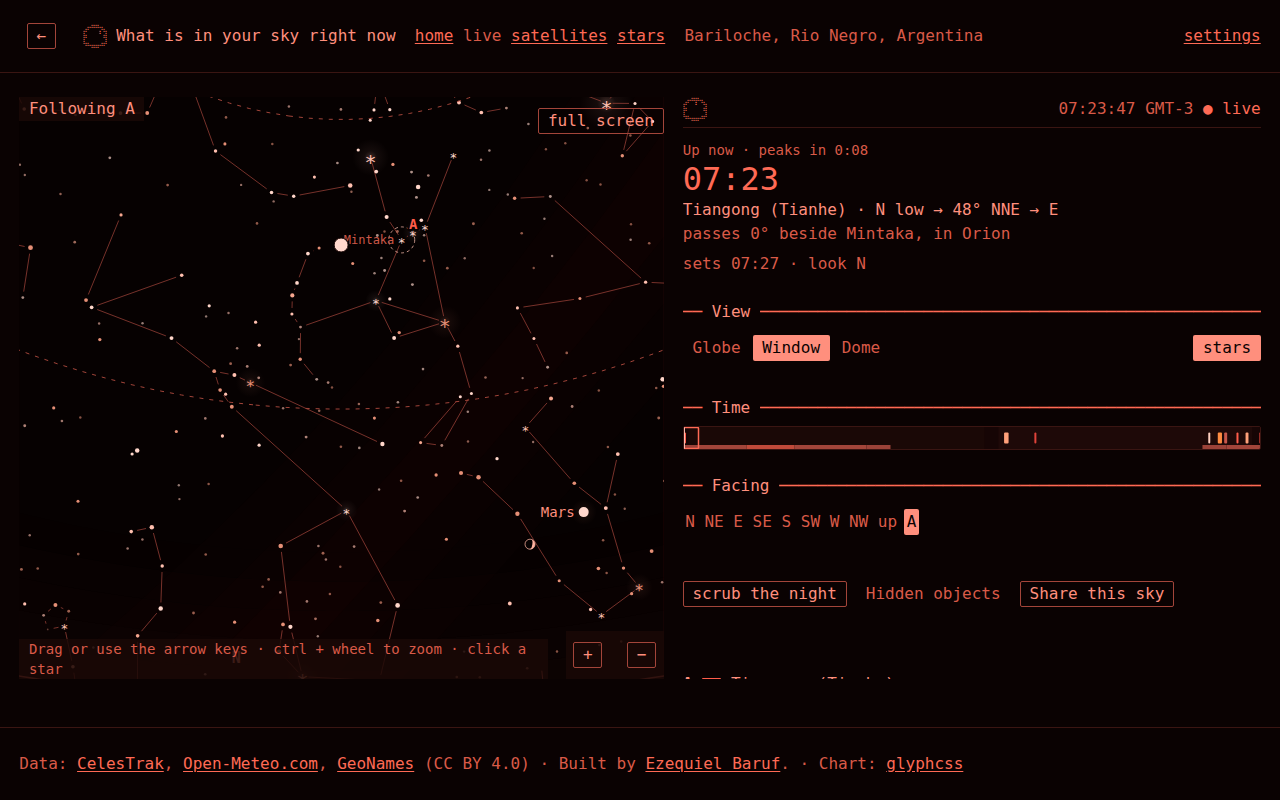 ← What is in your sky right now home live satellites stars Bariloche, Rio Negro, Argentina settings
Following A
full screen
A
Mintaka
Mars
N
Drag or use the arrow keys · ctrl + wheel to zoom · click a star
+ −
07:23:47 GMT-3 ● live
Up now · peaks in 0:08
07:23
Tiangong (Tianhe) · N low → 48° NNE → E
passes 0° beside Mintaka, in Orion
sets 07:27 · look N
View
Globe Window Dome stars
Time
Facing
N NE E SE S SW W NW up A
scrub the night Hidden objects Share this sky
Data: CelesTrak, Open-Meteo.com, GeoNames (CC BY 4.0) · Built by Ezequiel Baruf. · Chart: glyphcss